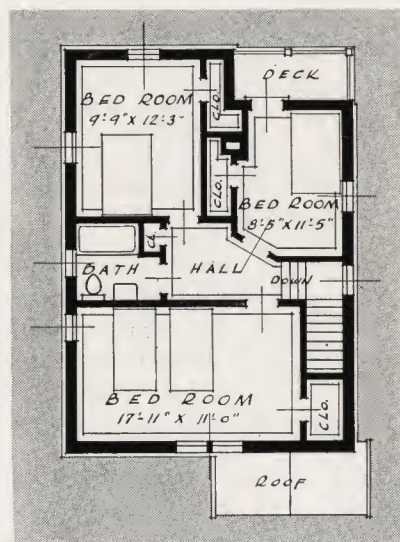 DECK
BED ROOM
9'-9" X 12'-3"
CLO.
CLO.
BED ROOM
8'-5" X 11'-5"
CL.
BATH
HALL
DOWN
BED ROOM
17'-11" X 11'-0"
CLO.
ROOF